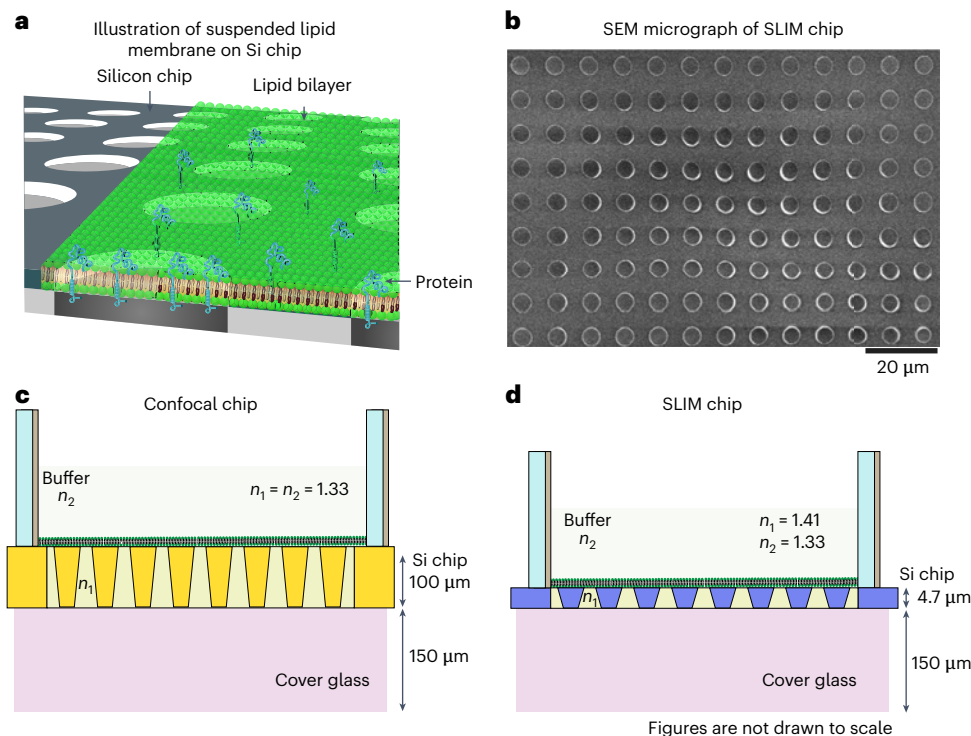 a
Illustration of suspended lipid
membrane on Si chip
Silicon chip
Lipid bilayer
Protein
b
SEM micrograph of SLIM chip
20 μm
c
Confocal chip
Buffer
n2
n1 = n2 = 1.33
n1
Si chip
100 μm
150 μm
Cover glass
d
SLIM chip
Buffer
n2
n1 = 1.41
n2 = 1.33
n1
Si chip
4.7 μm
150 μm
Cover glass
Figures are not drawn to scale